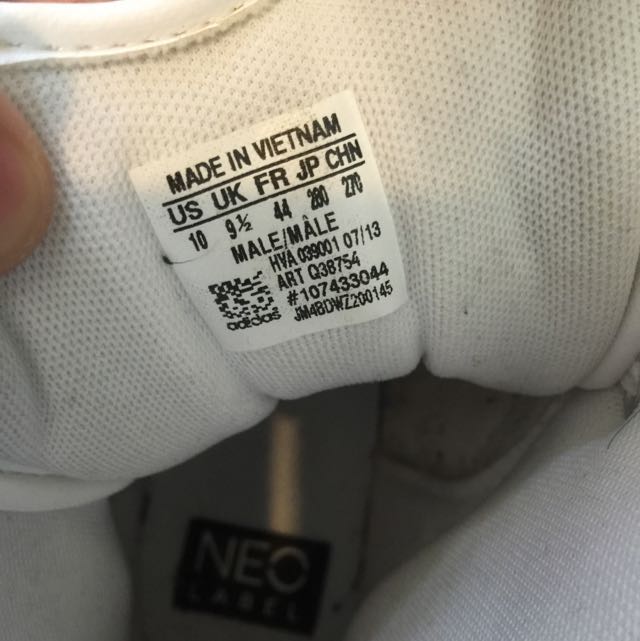 MADE IN VIETNAM
US UK FR JP CHN
10 9½ 44 280 270
MALE/MÂLE
HYA 039001 07/13
ART Q38754
#107433044
JM4BDWZ200145
adidas
NEO
LABEL